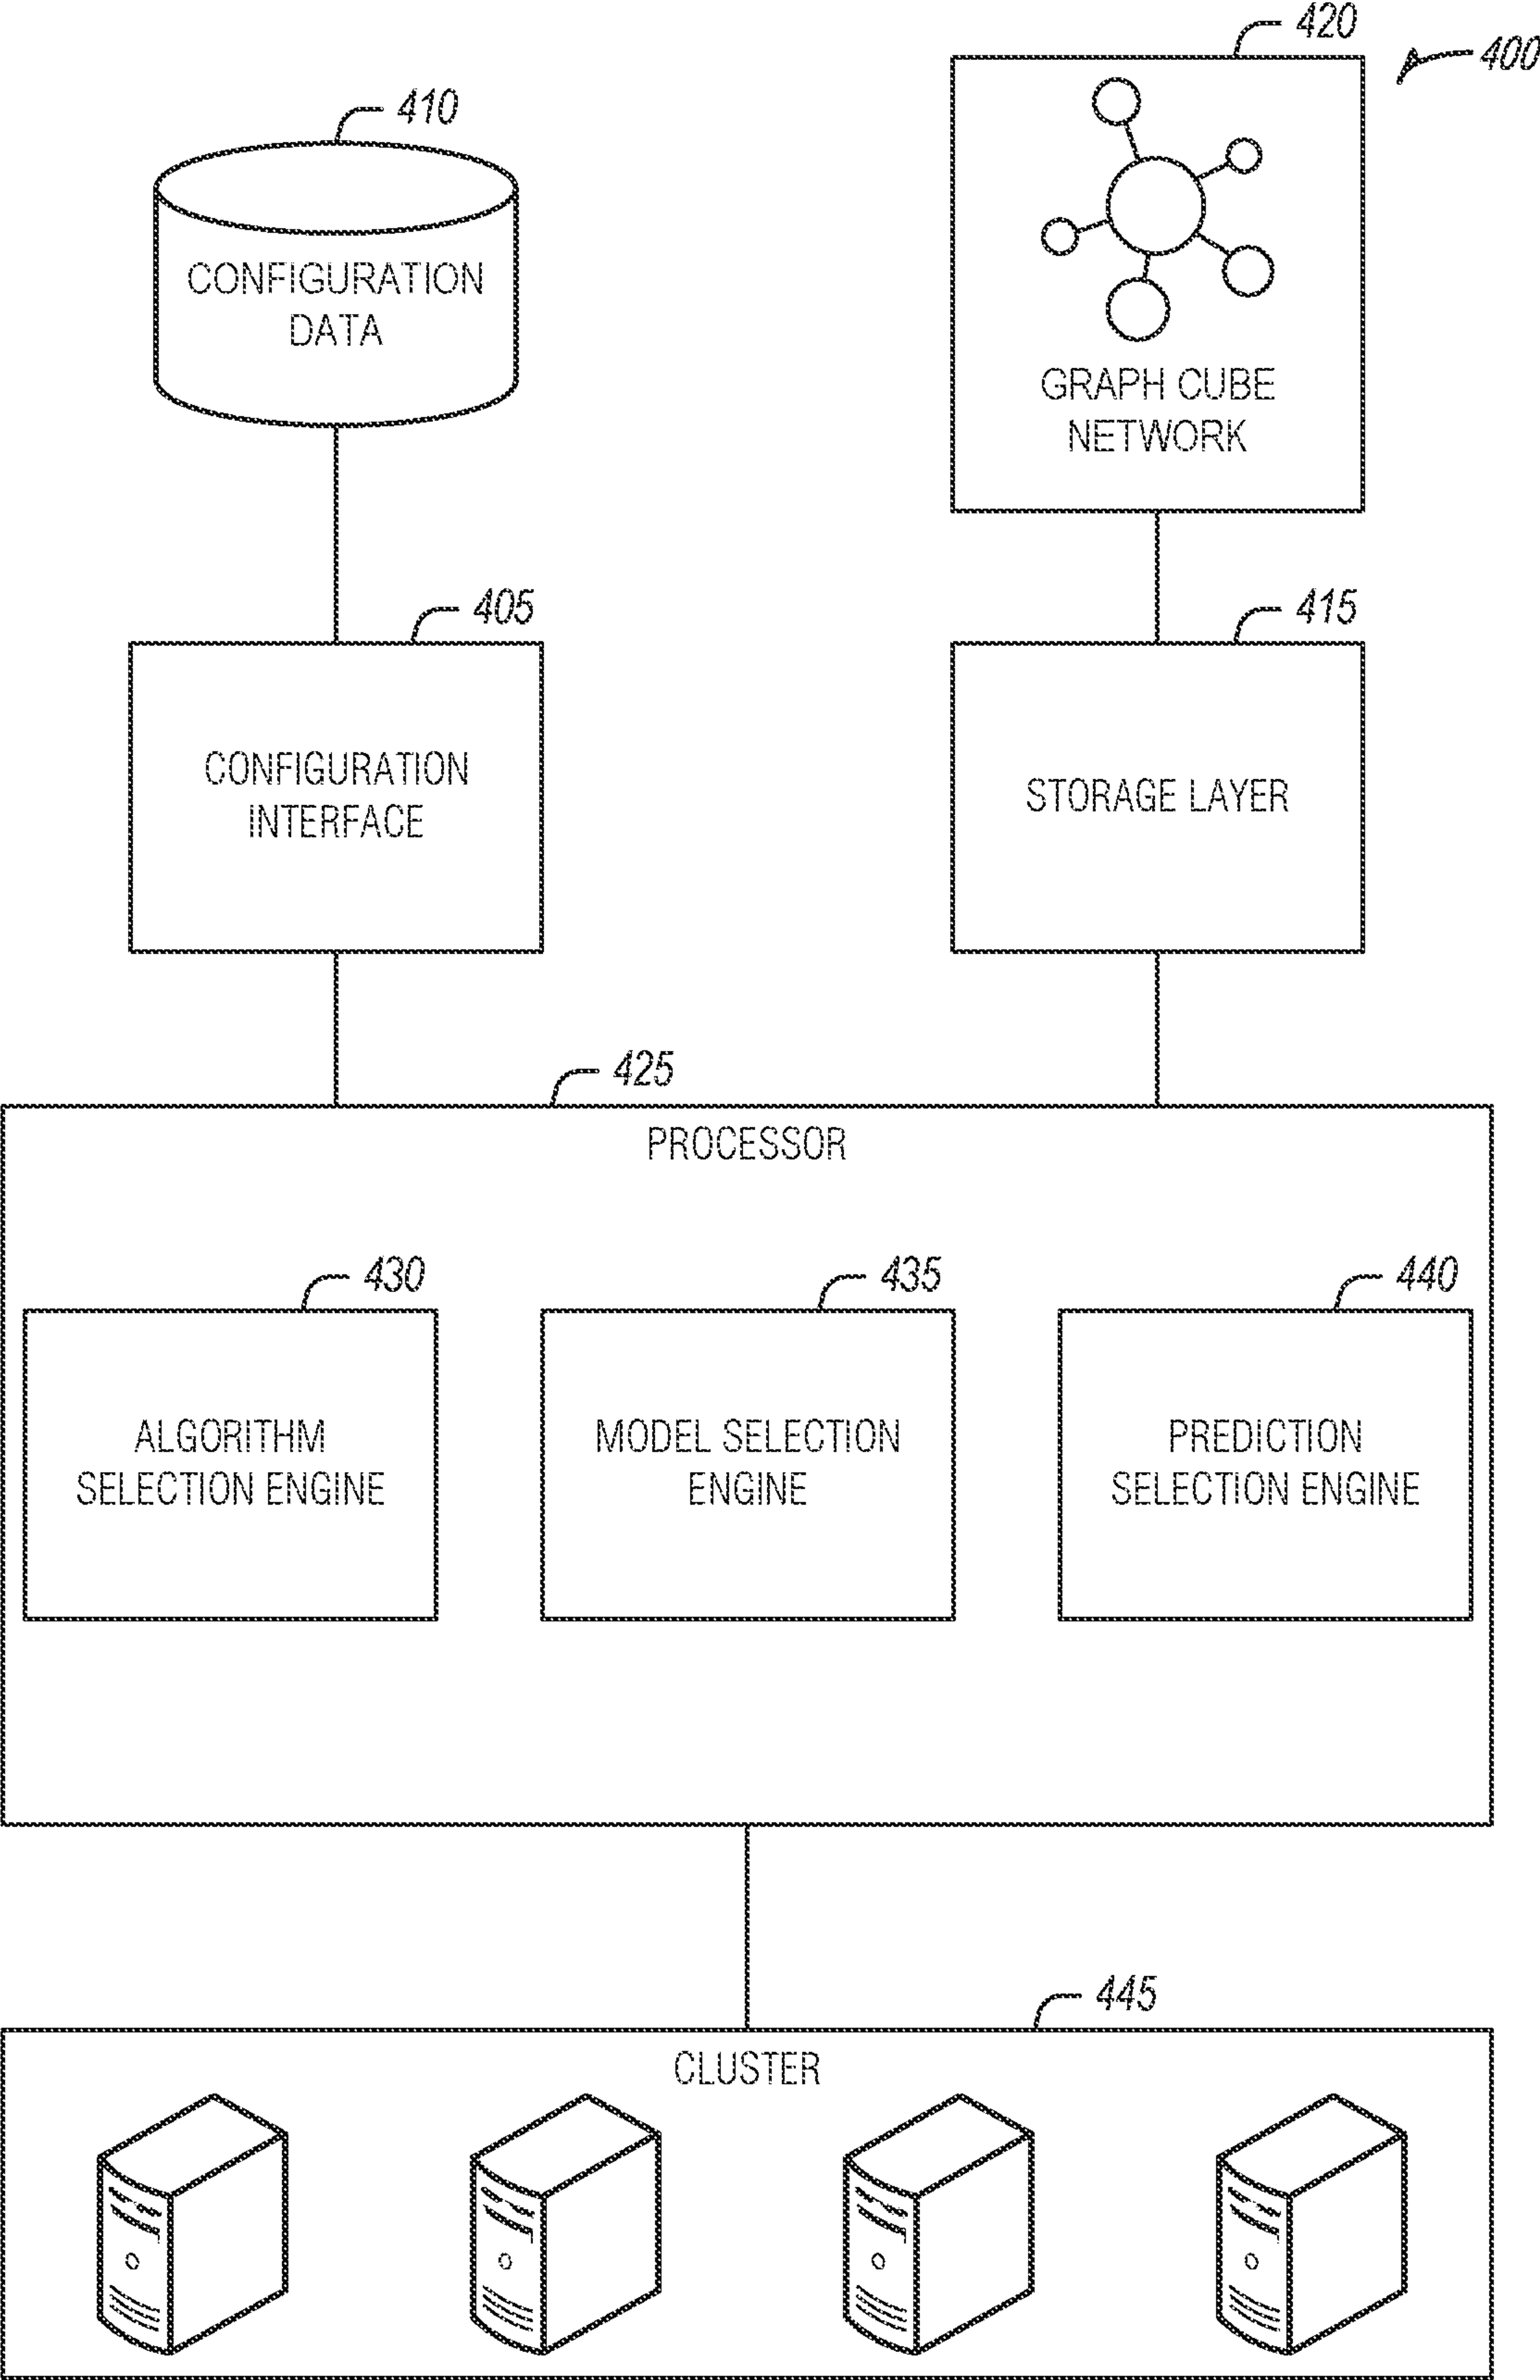 420
400
410
CONFIGURATION
DATA
GRAPH CUBE
NETWORK
405
415
CONFIGURATION
INTERFACE
STORAGE LAYER
425
PROCESSOR
430
435
440
ALGORITHM
SELECTION ENGINE
MODEL SELECTION
ENGINE
PREDICTION
SELECTION ENGINE
445
CLUSTER